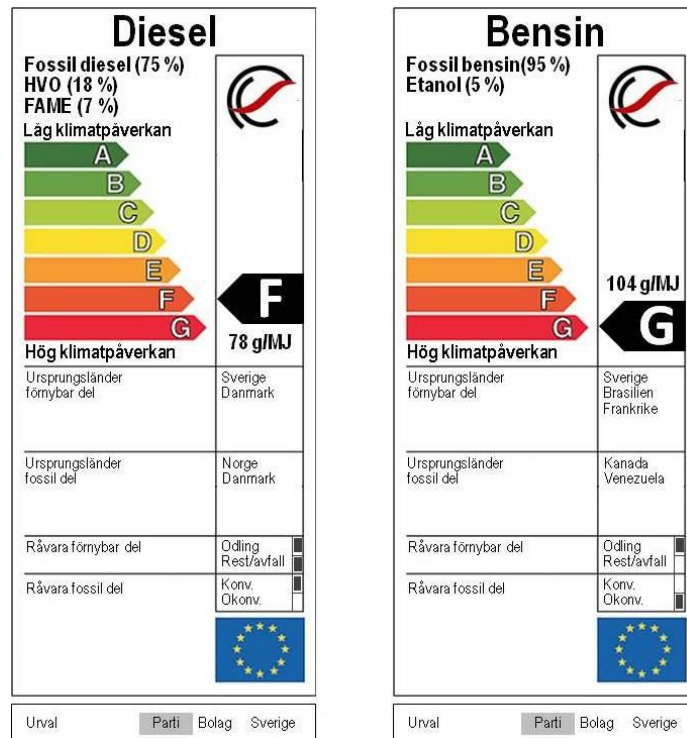 Diesel
Fossil diesel (75 %)
HVO (18 %)
FAME (7 %)
Låg klimatpåverkan
A
B
C
D
E
F
G
F
78 g/MJ
Hög klimatpåverkan
Ursprungsländer
förnybar del
Sverige
Danmark
Ursprungsländer
fossil del
Norge
Danmark
Råvara förnybar del
Odling
Rest/avfall
Råvara fossil del
Konv.
Okonv.
Urval Parti Bolag Sverige
Bensin
Fossil bensin(95 %)
Etanol (5 %)
Låg klimatpåverkan
A
B
C
D
E
F
G
104 g/MJ
G
Hög klimatpåverkan
Ursprungsländer
förnybar del
Sverige
Brasilien
Frankrike
Ursprungsländer
fossil del
Kanada
Venezuela
Råvara förnybar del
Odling
Rest/avfall
Råvara fossil del
Konv.
Okonv.
Urval Parti Bolag Sverige